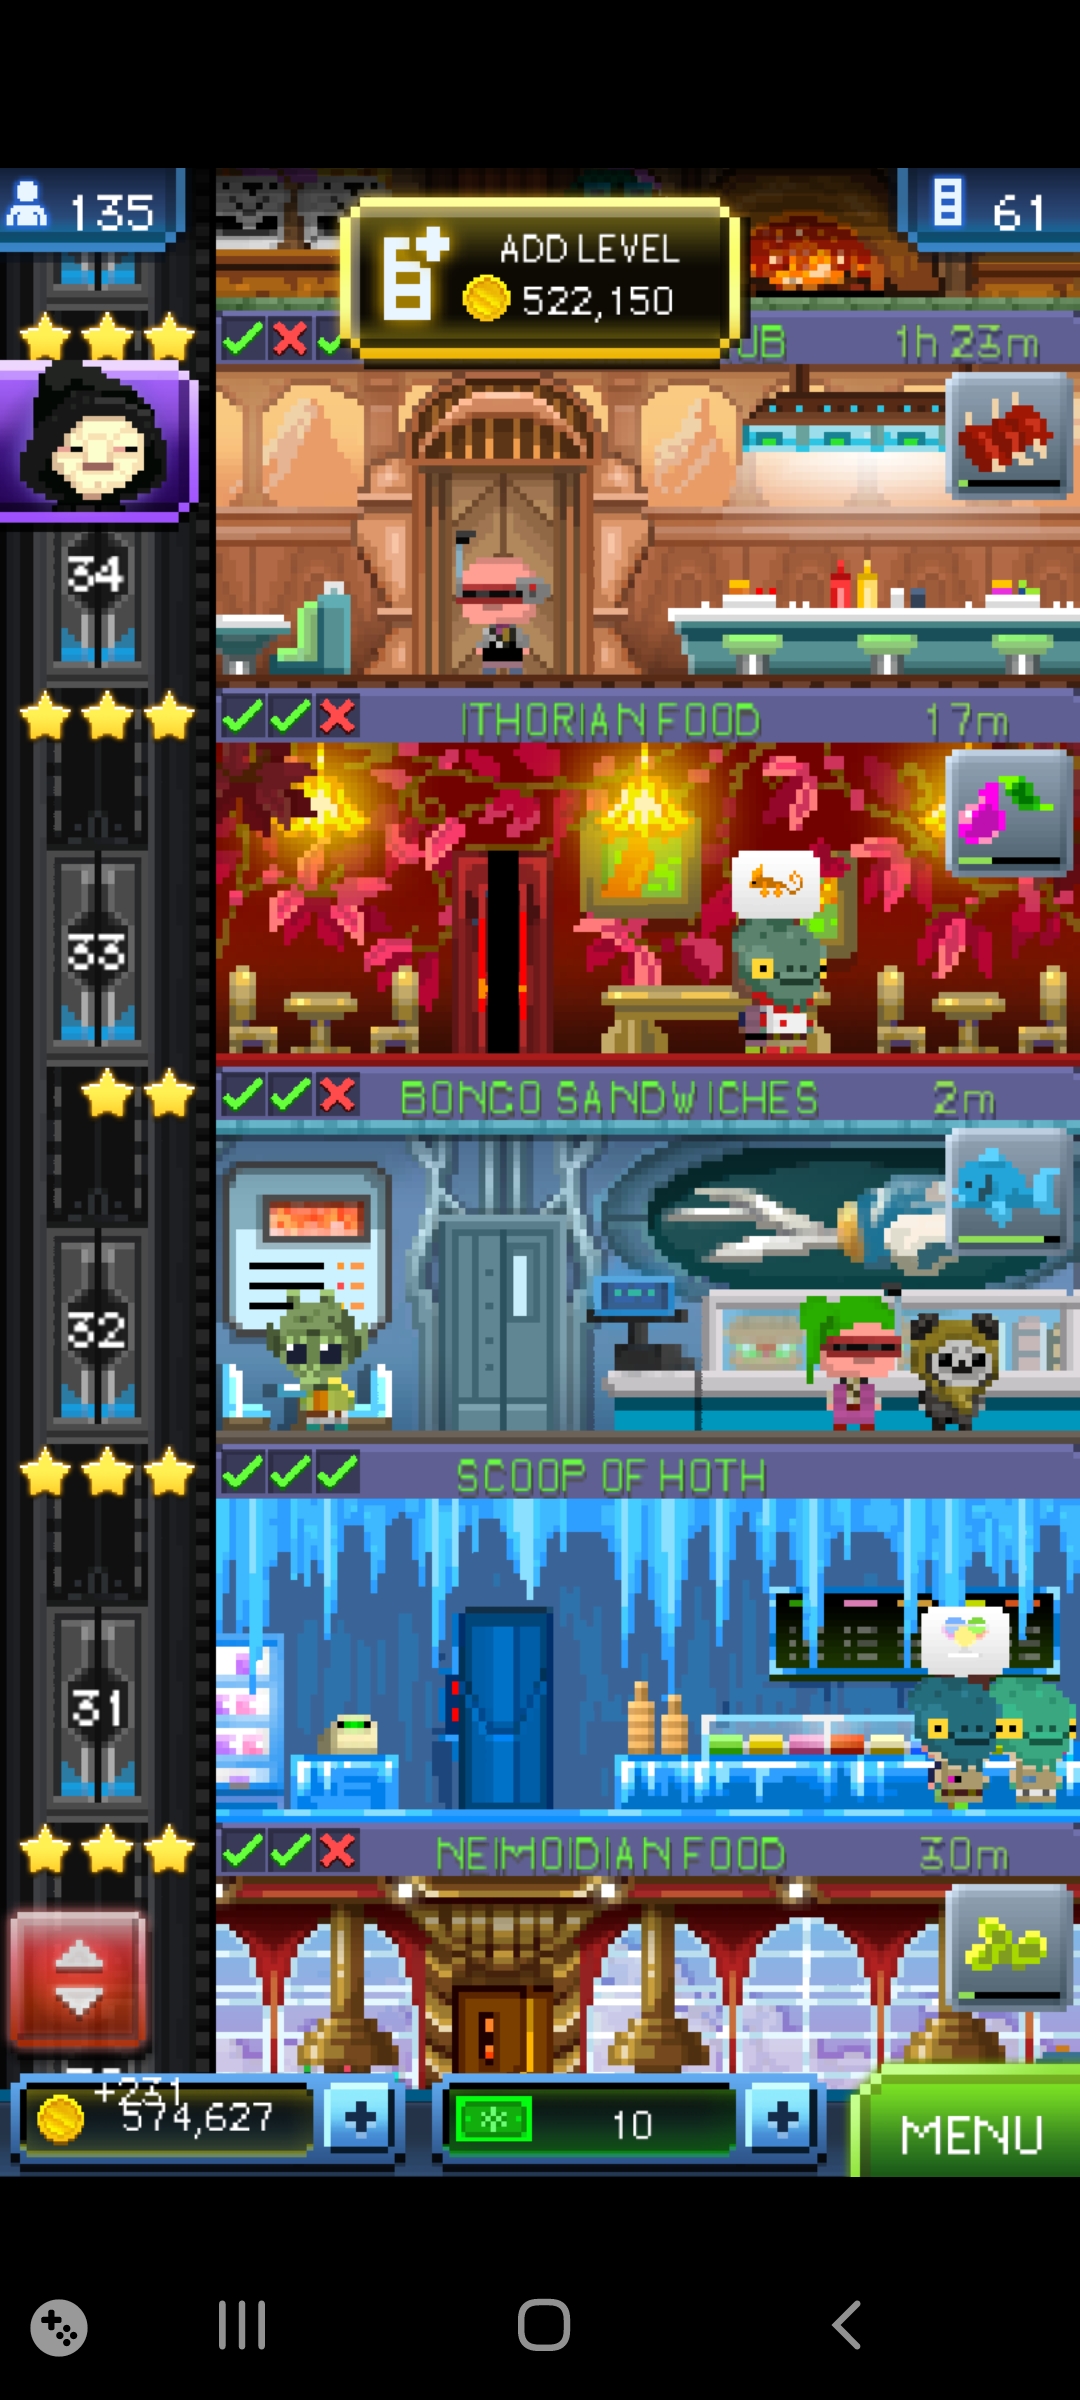 135
ADD LEVEL
522,150
61
UB 1h 23m
34
ITHORIAN FOOD 17m
33
BONGO SANDWICHES 2m
32
SCOOP OF HOTH
31
NEIMOIDIAN FOOD 30m
+231
574,627
10
MENU